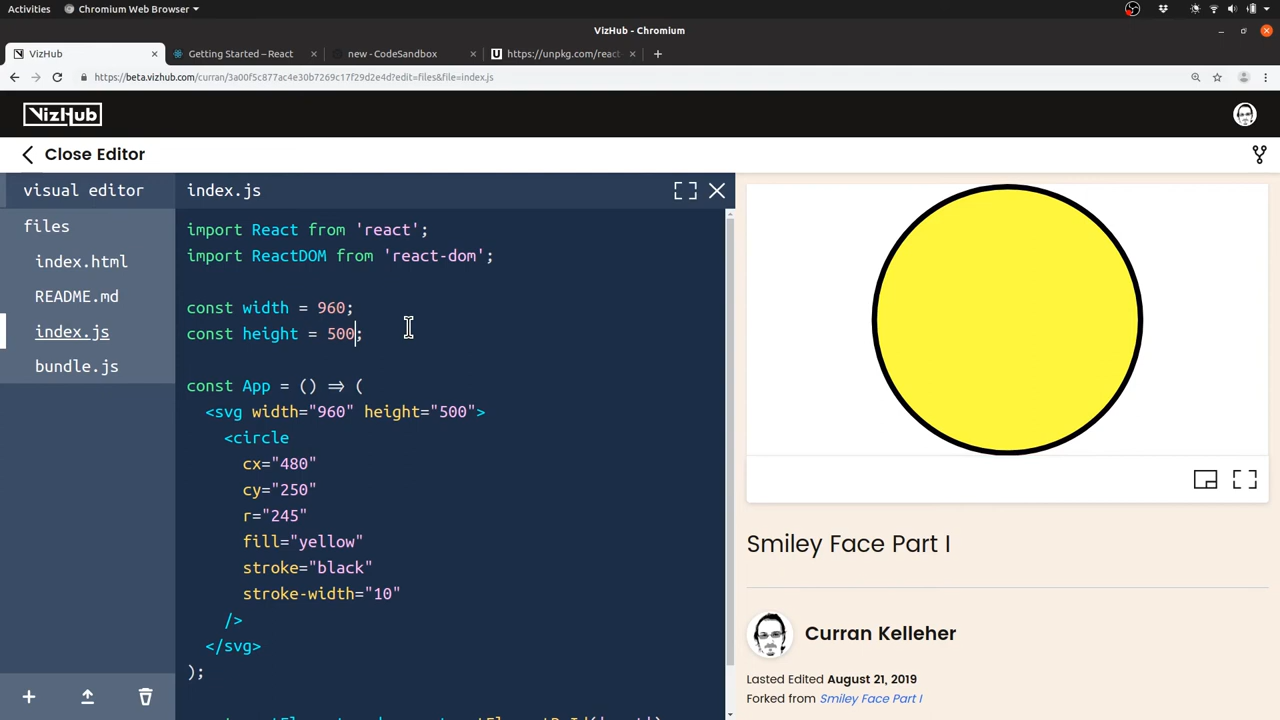 Activities
Chromium Web Browser
VizHub - Chromium
VizHub
Getting Started – React
new - CodeSandbox
https://unpkg.com/reac
https://beta.vizhub.com/curran/3a00f5c877ac4e30b7269c17f29d2e4d?edit=files&file=index.js
VizHub
Close Editor
visual editor
files
index.html
README.md
index.js
bundle.js
index.js
import React from 'react';
import ReactDOM from 'react-dom';
const width = 960;
const height = 500;
const App = () => (
<svg width="960" height="500">
<circle
cx="480"
cy="250"
r="245"
fill="yellow"
stroke="black"
stroke-width="10"
/>
</svg>
);
Smiley Face Part I
Curran Kelleher
Lasted Edited August 21, 2019
Forked from Smiley Face Part I